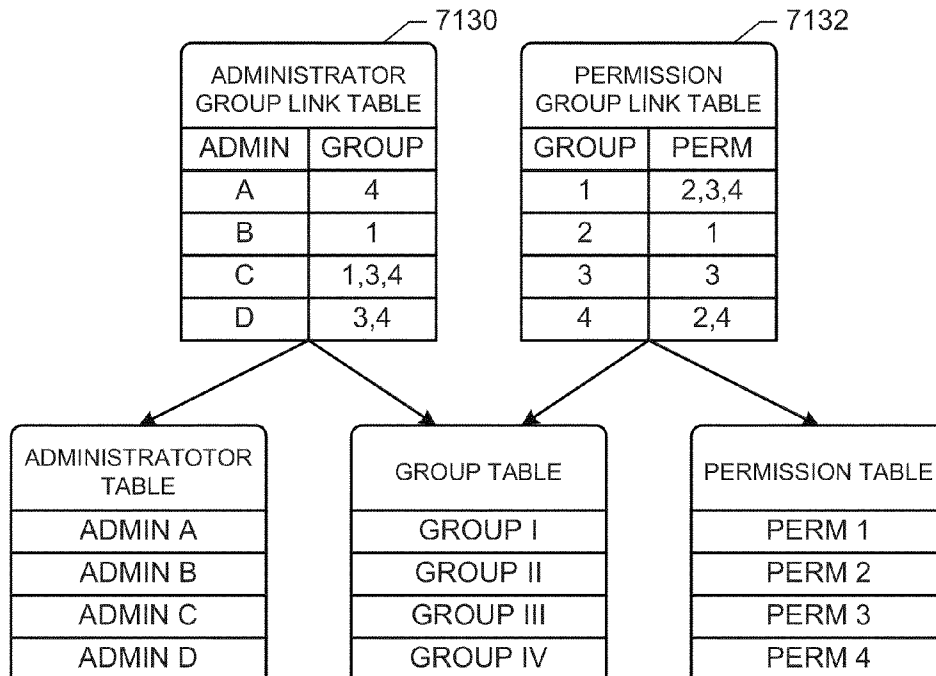 7130
7132
ADMINISTRATOR
GROUP LINK TABLE
PERMISSION
GROUP LINK TABLE
ADMIN GROUP
GROUP PERM
A 4
1 2,3,4
B 1
2 1
C 1,3,4
3 3
D 3,4
4 2,4
ADMINISTRATOTOR
TABLE
GROUP TABLE
PERMISSION TABLE
ADMIN A
GROUP I
PERM 1
ADMIN B
GROUP II
PERM 2
ADMIN C
GROUP III
PERM 3
ADMIN D
GROUP IV
PERM 4